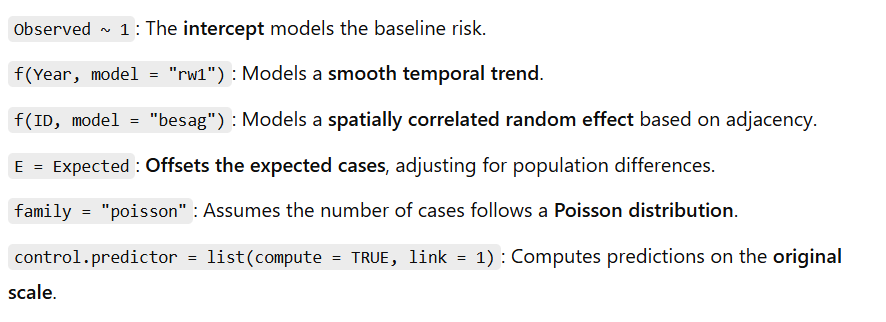 Observed ~ 1: The intercept models the baseline risk.
f(Year, model = "rw1"): Models a smooth temporal trend.
f(ID, model = "besag"): Models a spatially correlated random effect based on adjacency.
E = Expected: Offsets the expected cases, adjusting for population differences.
family = "poisson": Assumes the number of cases follows a Poisson distribution.
control.predictor = list(compute = TRUE, link = 1): Computes predictions on the original
scale.